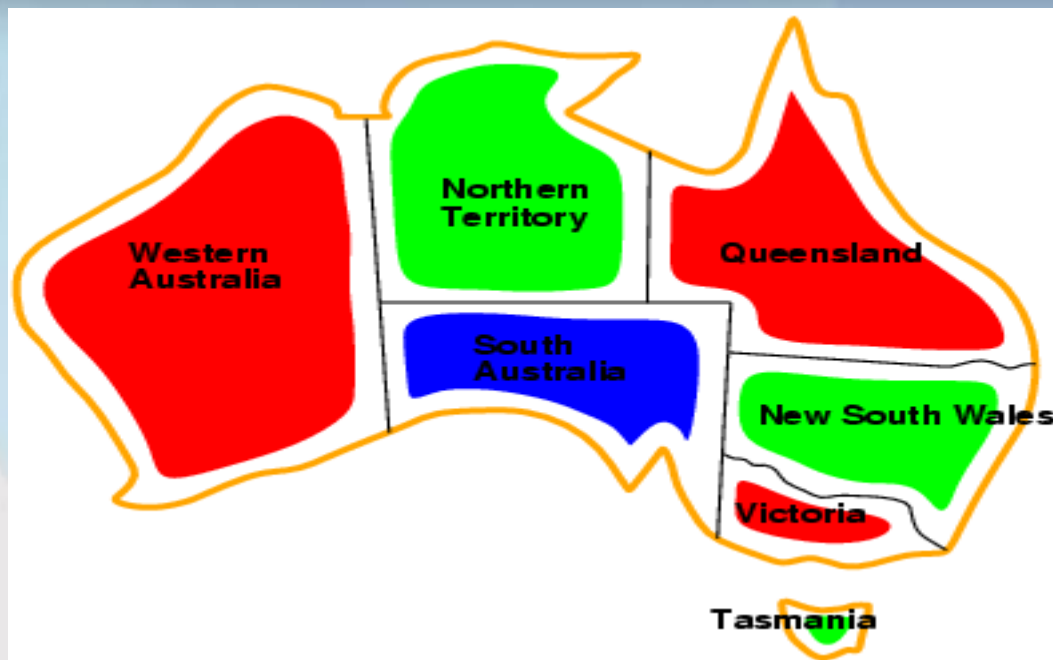 Northern
Territory
Western
Australia
Queensland
South
Australia
New South Wales
Victoria
Tasmania